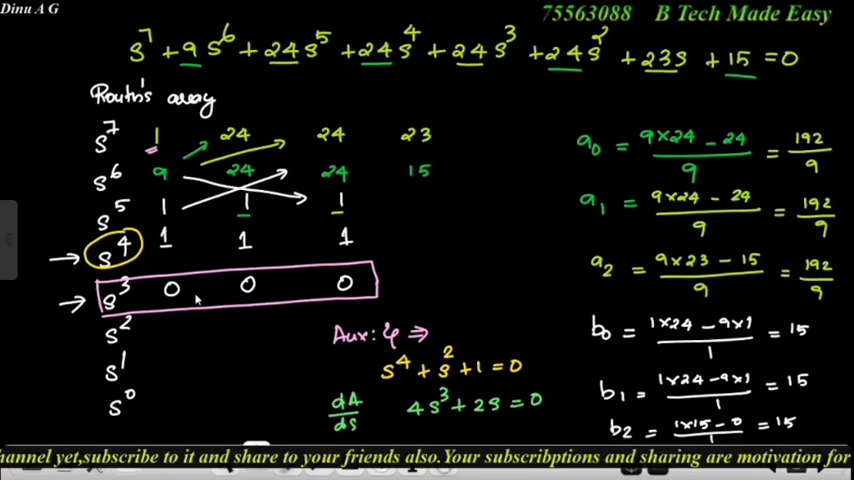 Dinu A G
75563088 B Tech Made Easy
s⁷ + 9s⁶ + 24s⁵ + 24s⁴ + 24s³ + 24s² + 23s + 15 = 0
Routh's array
s⁷ 1 24 24 23
s⁶ 9 24 24 15
s⁵ 1 1 1
s⁴ 1 1 1
s³ 0 0 0
s²
s¹
s⁰
Aux: ⇒
s⁴ + s² + 1 = 0
dA/ds 4s³ + 2s = 0
a₀ = (9×24 – 24)/9 = 192/9
a₁ = (9×24 – 24)/9 = 192/9
a₂ = (9×23 – 15)/9 = 192/9
b₀ = (1×24 – 9×1)/1 = 15
b₁ = (1×24 – 9×1)/1 = 15
b₂ = (1×15 – 0)/1 = 15
hannel yet,subscribe to it and share to your friends also.Your subscribptions and sharing are motivation for